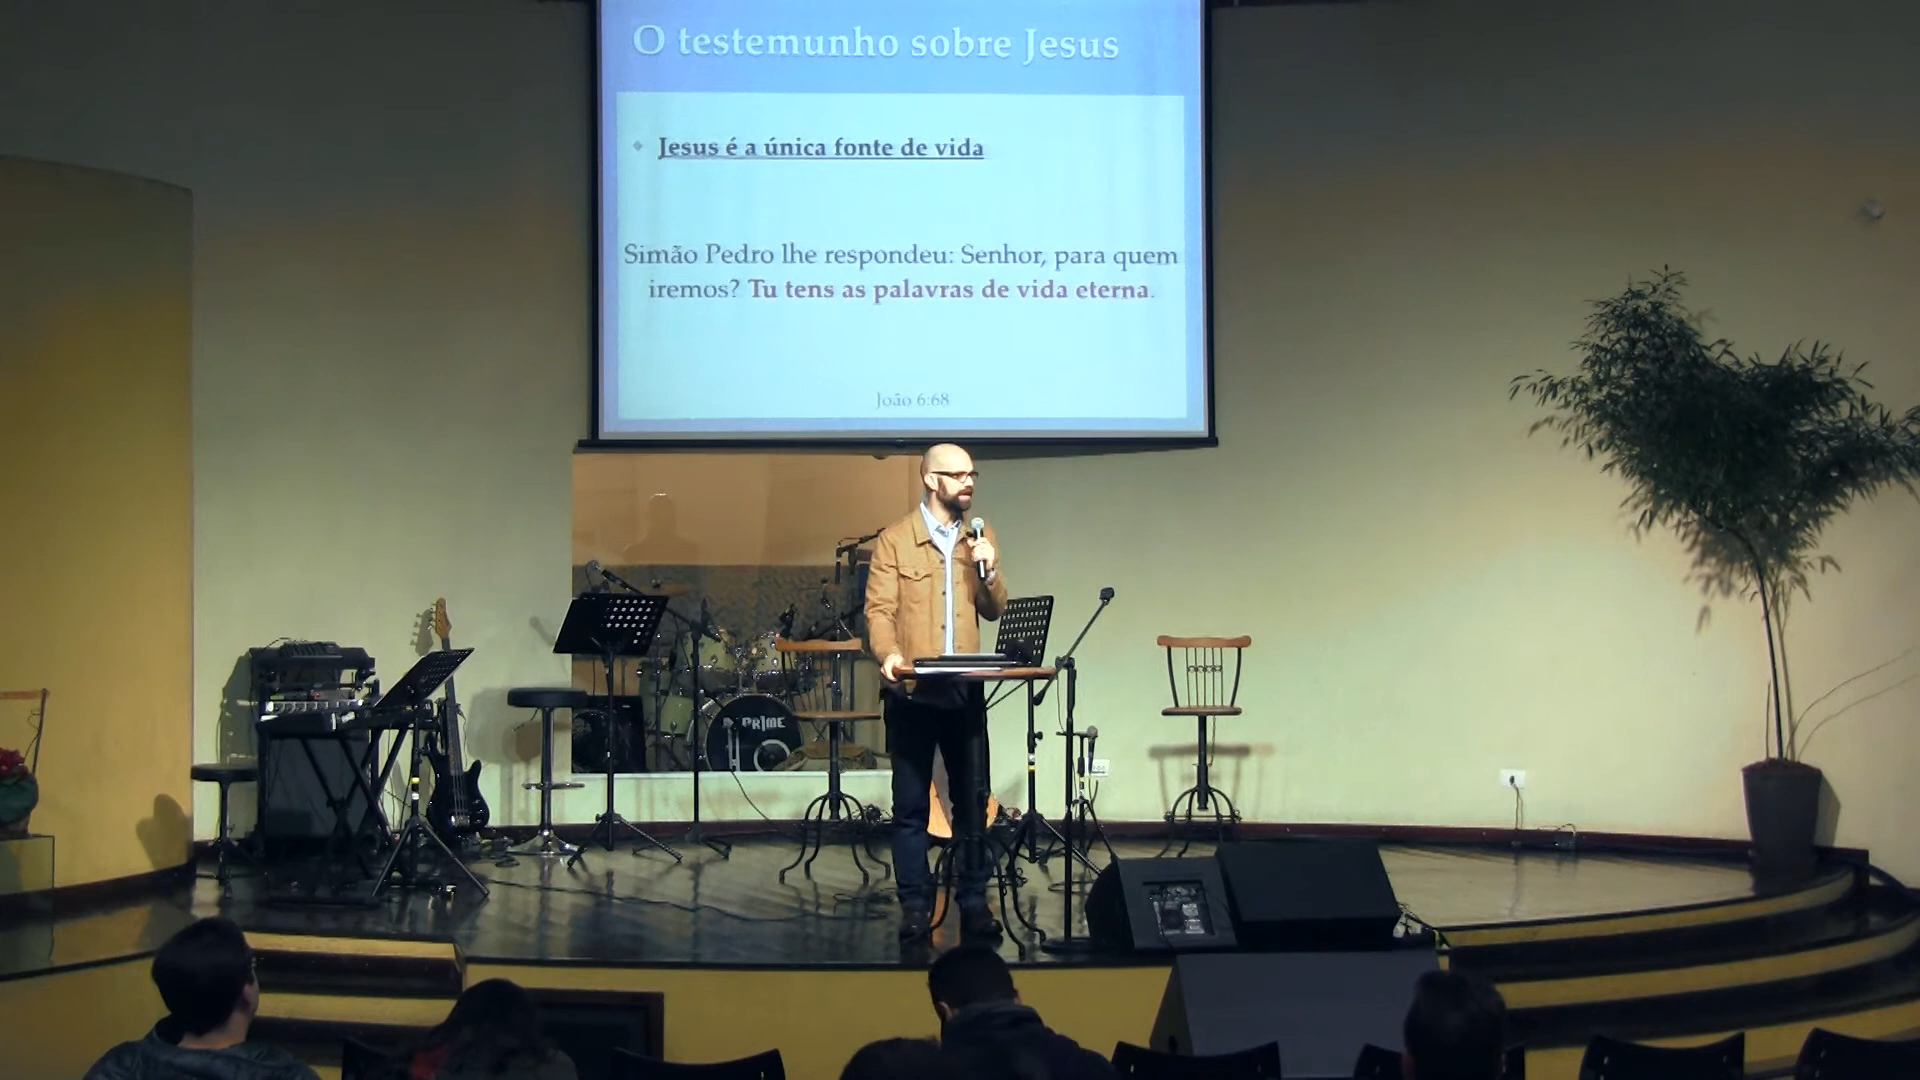 O testemunho sobre Jesus
Jesus é a única fonte de vida
Simão Pedro lhe respondeu: Senhor, para quem
iremos? Tu tens as palavras de vida eterna.
João 6:68
PRIME